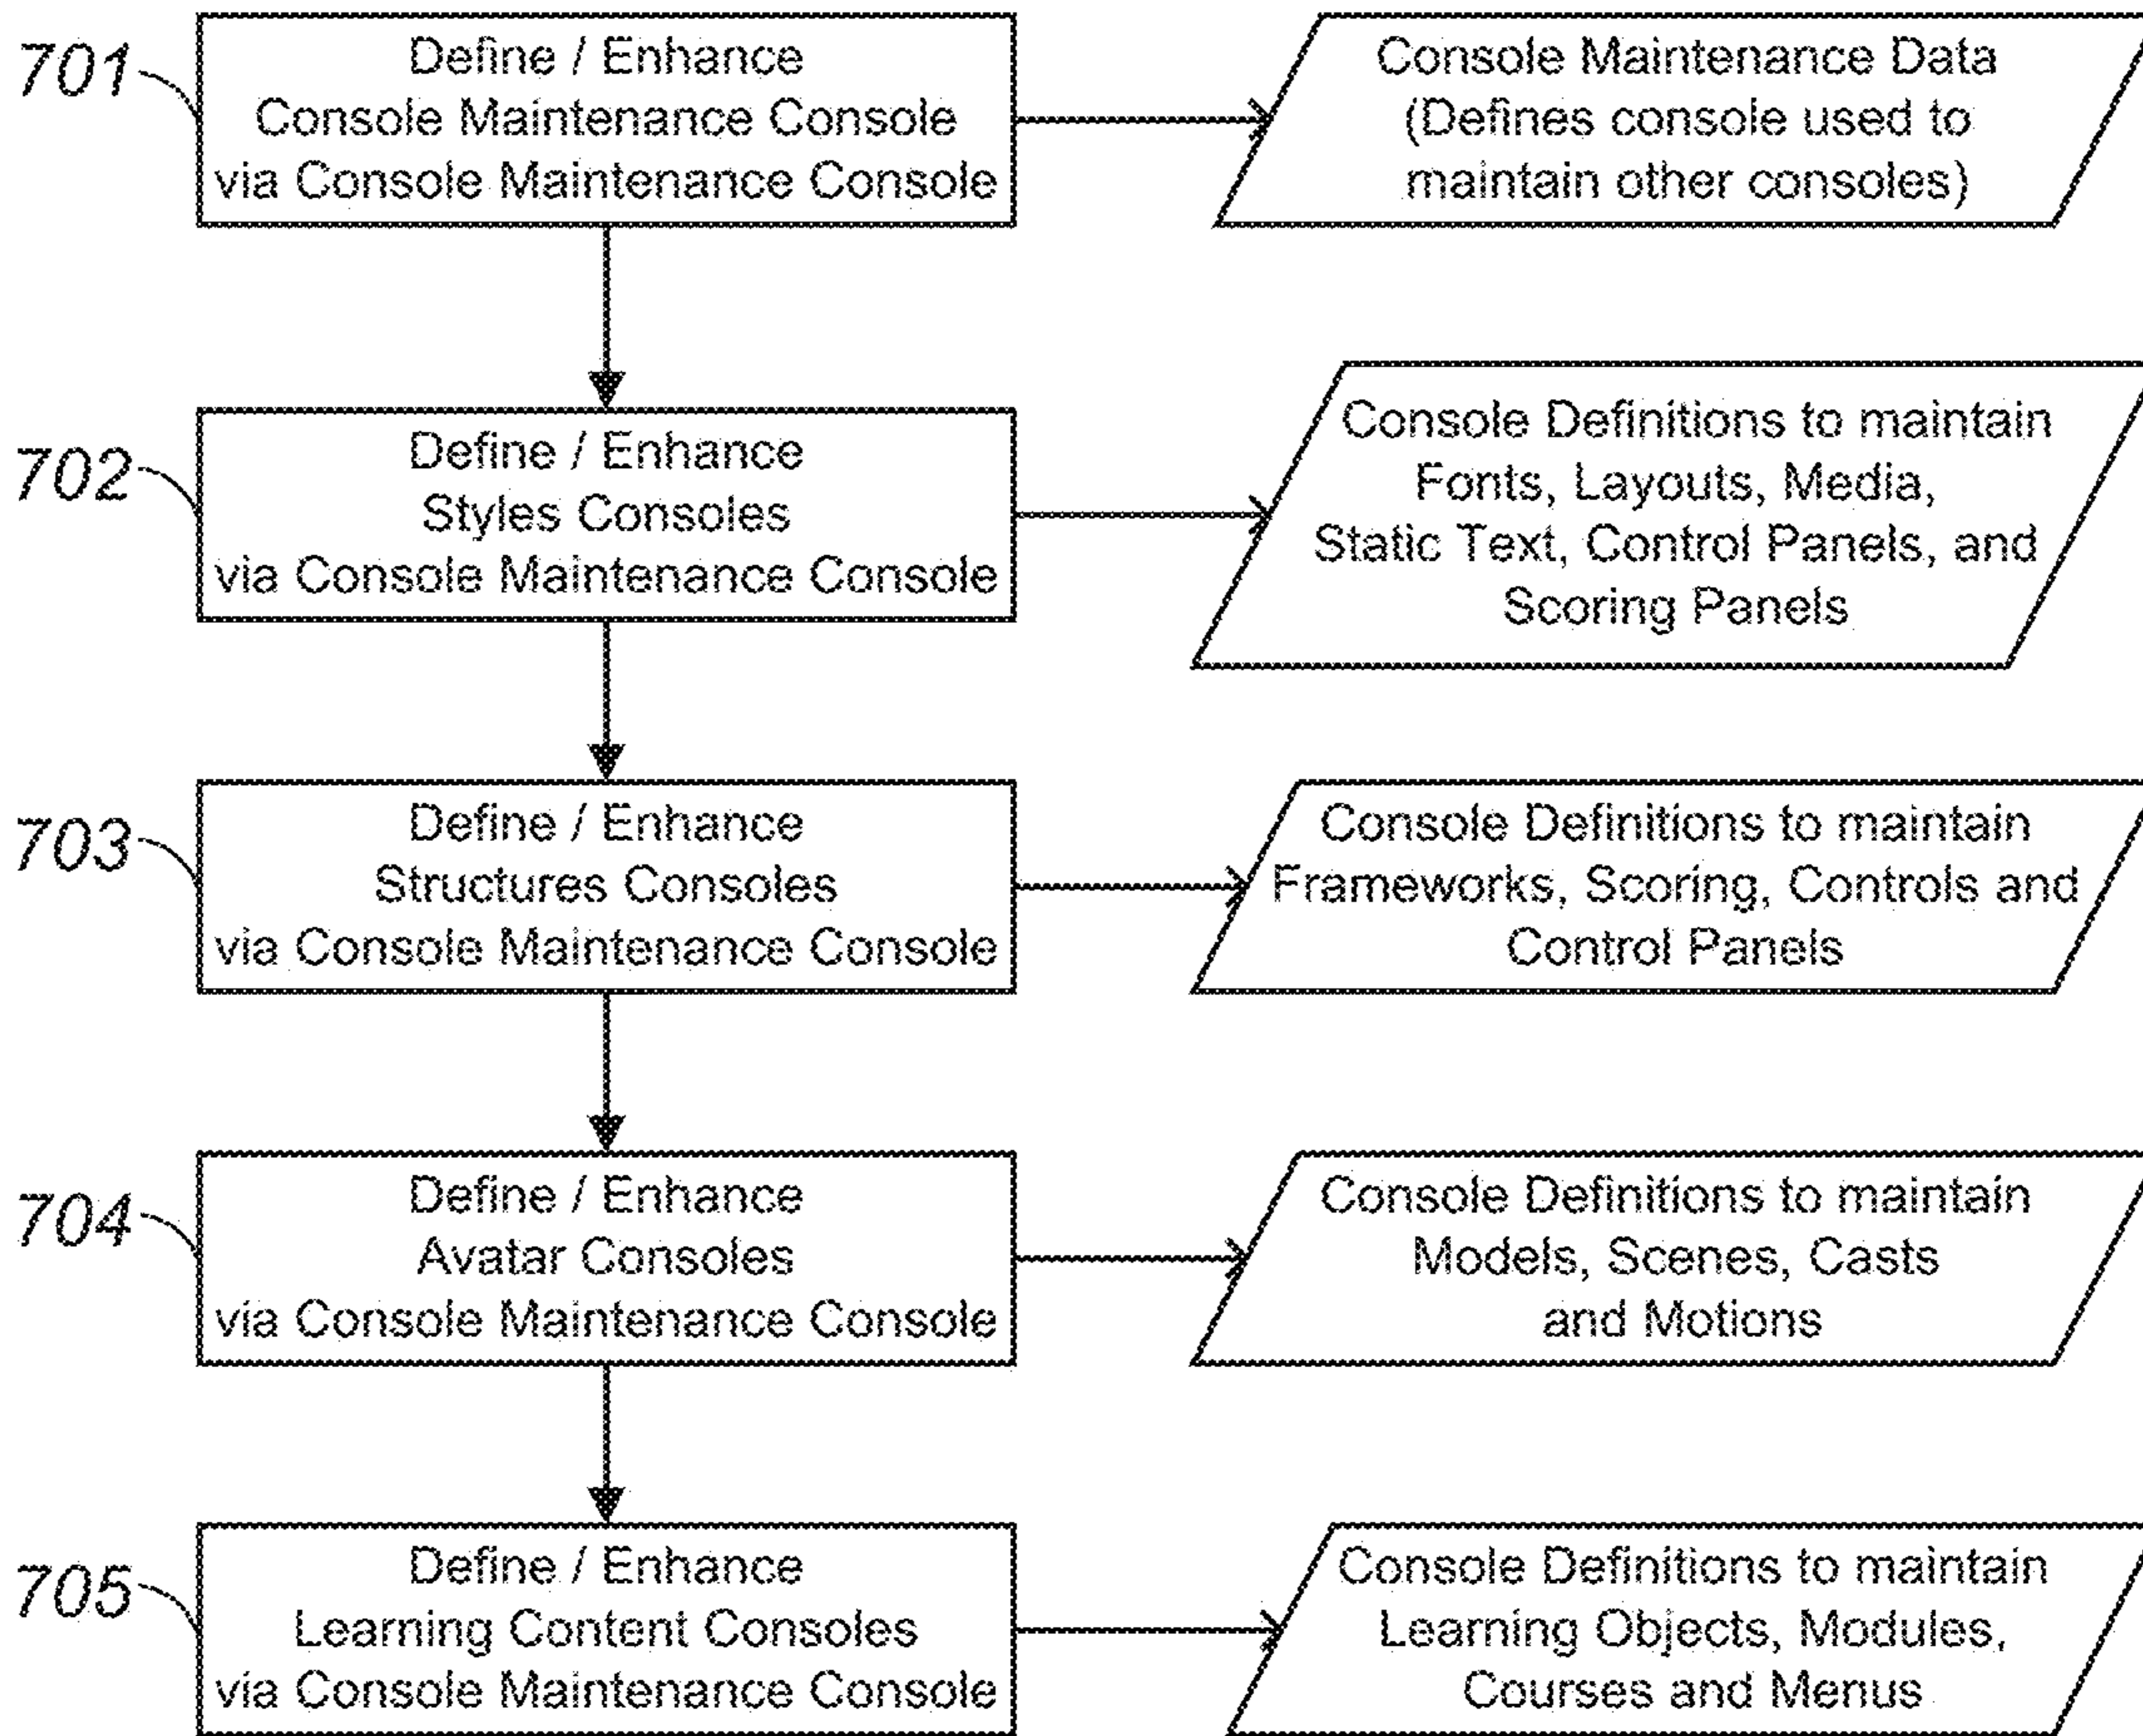 701
Define / Enhance
Console Maintenance Console
via Console Maintenance Console
Console Maintenance Data
(Defines console used to
maintain other consoles)
702
Define / Enhance
Styles Consoles
via Console Maintenance Console
Console Definitions to maintain
Fonts, Layouts, Media,
Static Text, Control Panels, and
Scoring Panels
703
Define / Enhance
Structures Consoles
via Console Maintenance Console
Console Definitions to maintain
Frameworks, Scoring, Controls and
Control Panels
704
Define / Enhance
Avatar Consoles
via Console Maintenance Console
Console Definitions to maintain
Models, Scenes, Casts
and Motions
705
Define / Enhance
Learning Content Consoles
via Console Maintenance Console
Console Definitions to maintain
Learning Objects, Modules,
Courses and Menus